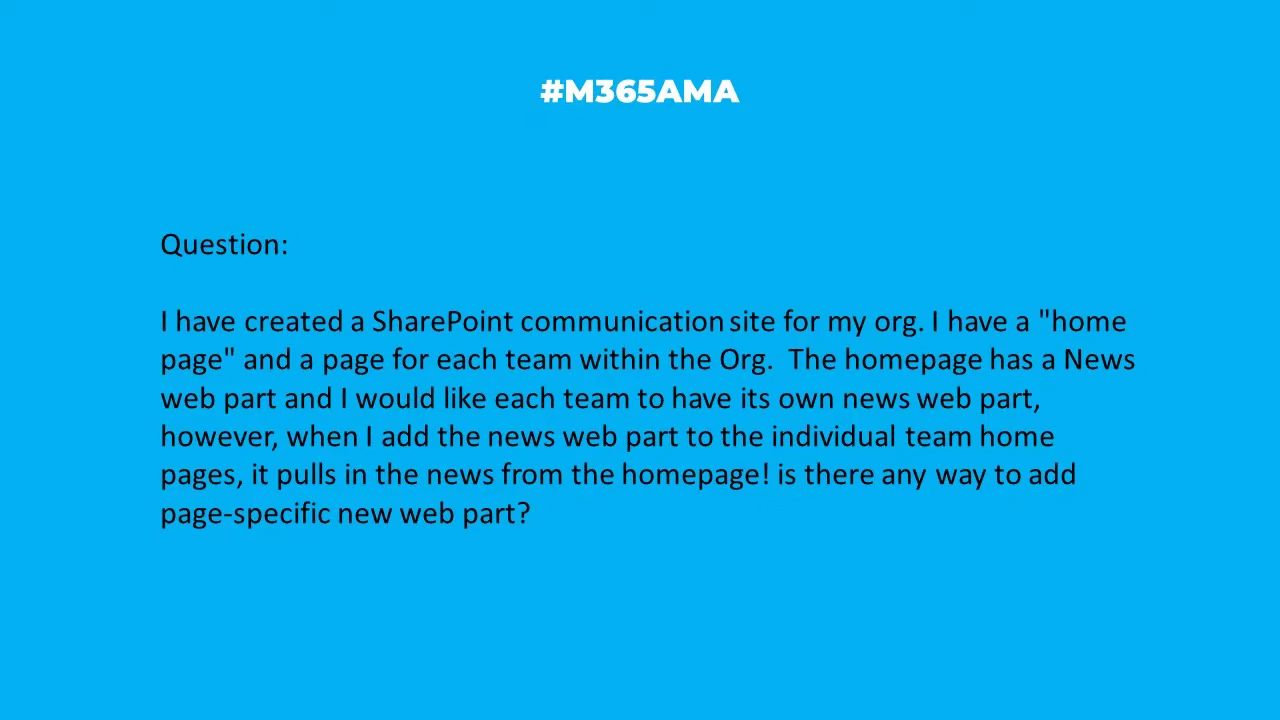 #M365AMA
Question:
I have created a SharePoint communication site for my org. I have a "home
page" and a page for each team within the Org.  The homepage has a News
web part and I would like each team to have its own news web part,
however, when I add the news web part to the individual team home
pages, it pulls in the news from the homepage! is there any way to add
page-specific new web part?